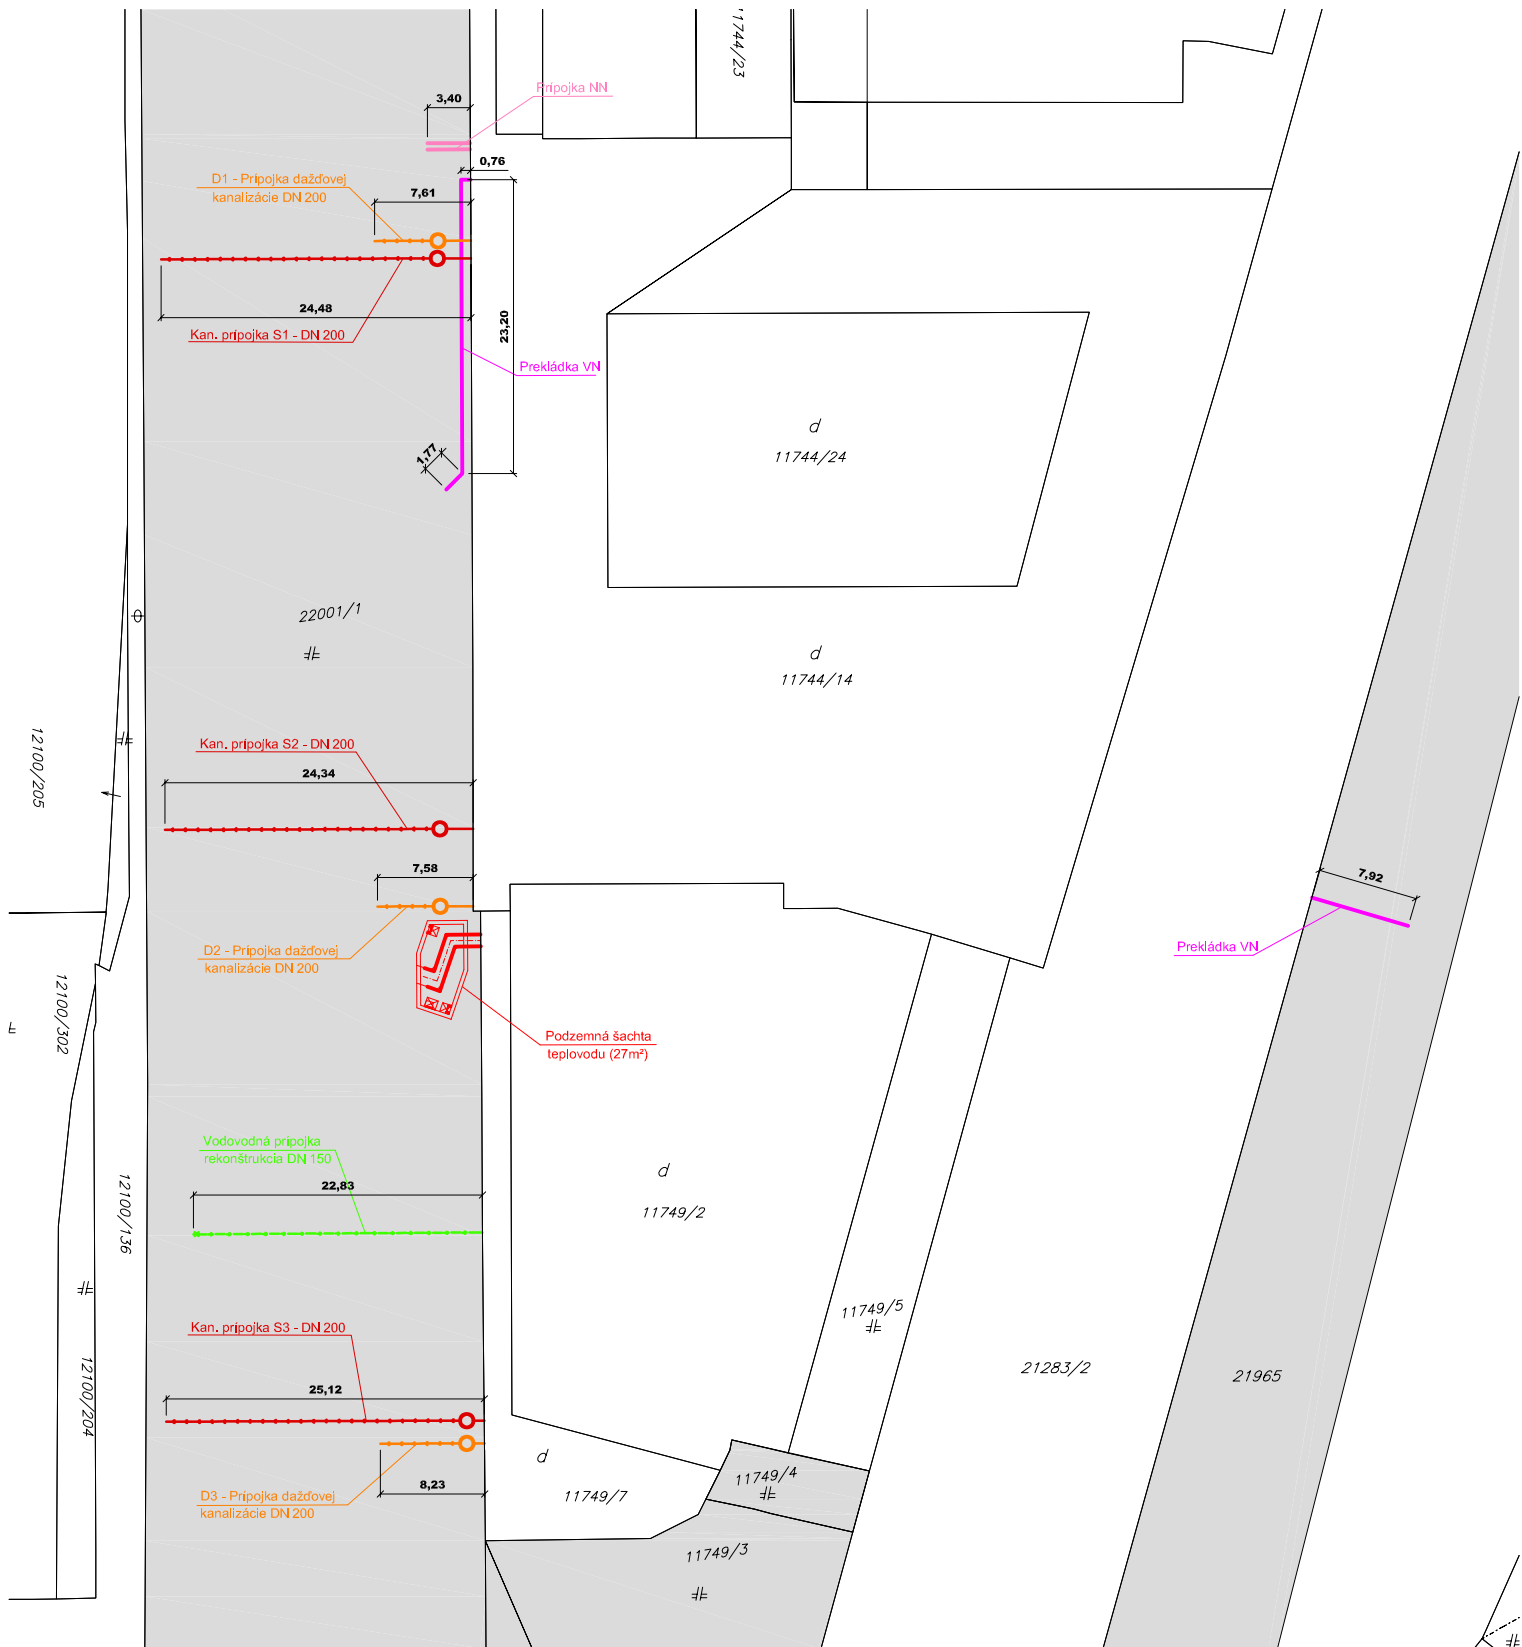 11744/23
Prípojka NN
3,40
0,76
D1 - Prípojka dažďovej
kanalizácie DN 200
7,61
24,48
Kan. prípojka S1 - DN 200
23,20
Prekládka VN
1,77
d
11744/24
22001/1
d
11744/14
12100/205
Kan. prípojka S2 - DN 200
24,34
7,58
7,92
D2 - Prípojka dažďovej
kanalizácie DN 200
Prekládka VN
12100/302
Podzemná šachta
teplovodu (27m²)
Vodovodná prípojka
rekonštrukcia DN 150
22,83
12100/136
d
11749/2
11749/5
Kan. prípojka S3 - DN 200
12100/204
21283/2
21965
25,12
d
11749/4
8,23
D3 - Prípojka dažďovej
kanalizácie DN 200
11749/7
11749/3